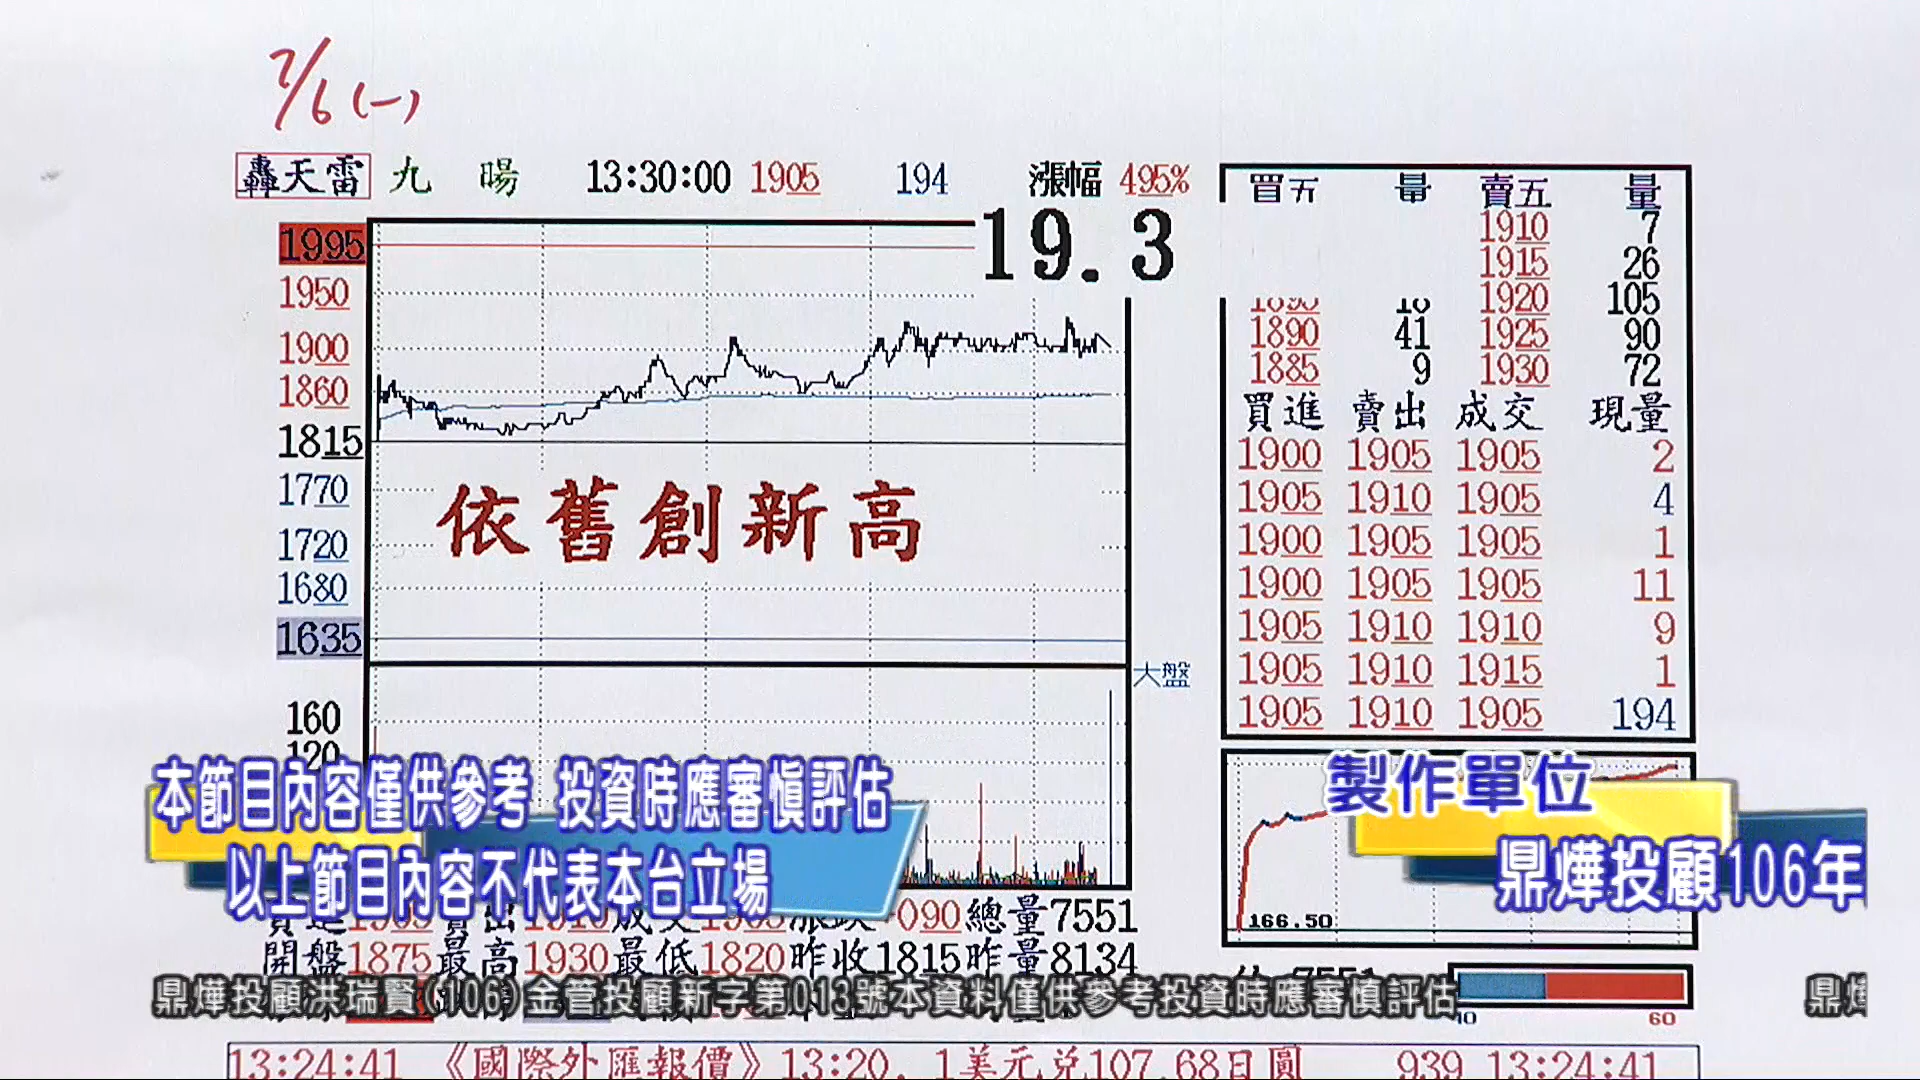 7/6 (一)
轟天雷 九暘 13:30:00 1905 194 漲幅 495%
19.3
1995
1950
1900
1860
1815
1770
1720
1680
1635
依舊創新高
160
120
大盤
買五 量 賣五 量
1910 7
1915 26
1920 105
1890 41 1925 90
1885 9 1930 72
買進 賣出 成交 現量
1900 1905 1905 2
1905 1910 1905 4
1900 1905 1905 1
1900 1905 1905 11
1905 1910 1910 9
1905 1910 1915 1
1905 1910 1905 194
166.50
本節目內容僅供參考 投資時應審慎評估
以上節目內容不代表本台立場
製作單位
鼎燁投顧106年
090 總量7551
開盤1875最高1930最低1820昨收1815昨量8134
鼎燁投顧洪瑞賢(106)金管投顧新字第013號本資料僅供參考投資時應審慎評估
60
13:24:41 《國際外匯報價》13:20, 1美元兌107.68日圓 939 13:24:41